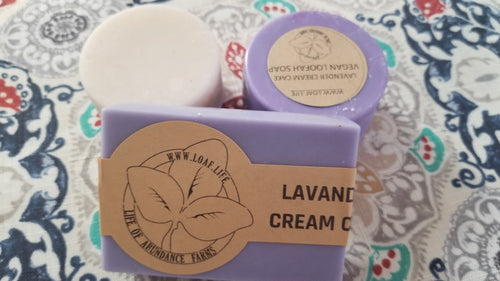 LAVENDER CREAM CAKE
VEGAN LOOFAH SOAP
WWW.LOAF.LIFE
WWW.LOAF.LIFE
LIFE OF ABUNDANCE FARMS
LAVAND
CREAM C